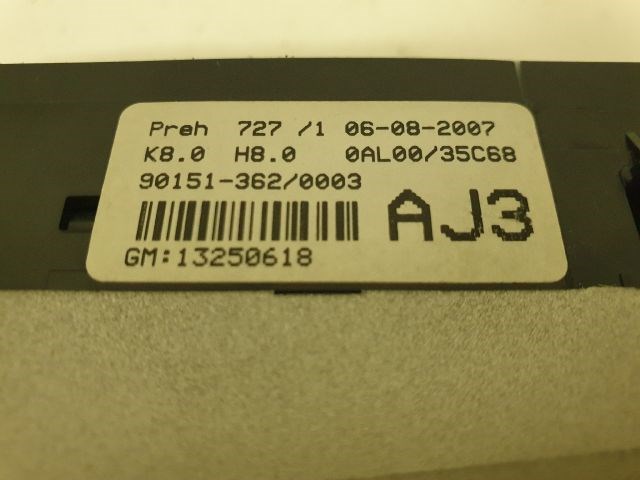 Preh 727 /1 06-08-2007
K8.0 H8.0 0AL00/35C68
90151-362/0003
AJ3
GM:13250618